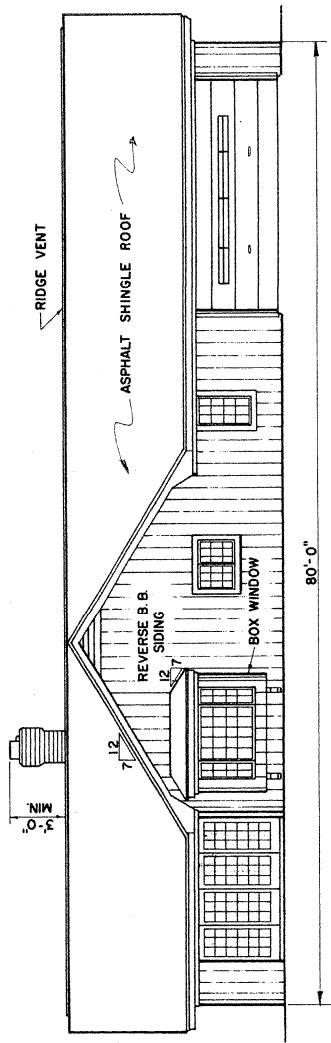 RIDGE VENT
ASPHALT SHINGLE ROOF
3'-0"
MIN.
12
7
REVERSE B.B.
SIDING
12
7
BOX WINDOW
80'-0"